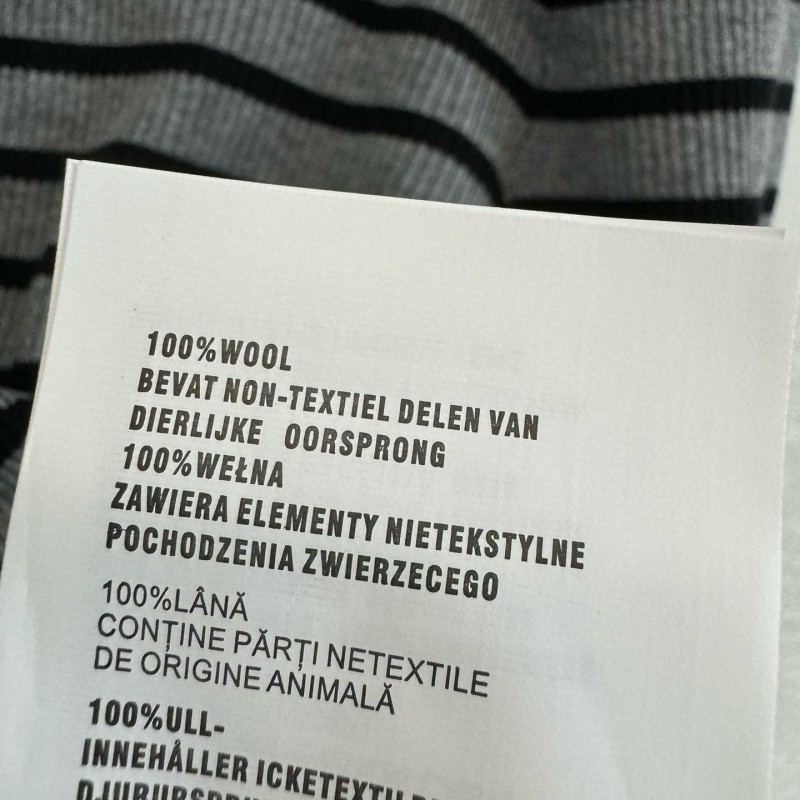 100%WOOL
BEVAT NON-TEXTIEL DELEN VAN
DIERLIJKE OORSPRONG
100%WEŁNA
ZAWIERA ELEMENTY NIETEKSTYLNE
POCHODZENIA ZWIERZECEGO
100%LÂNĂ
CONȚINE PĂRȚI NETEXTILE
DE ORIGINE ANIMALĂ
100%ULL-
INNEHÅLLER